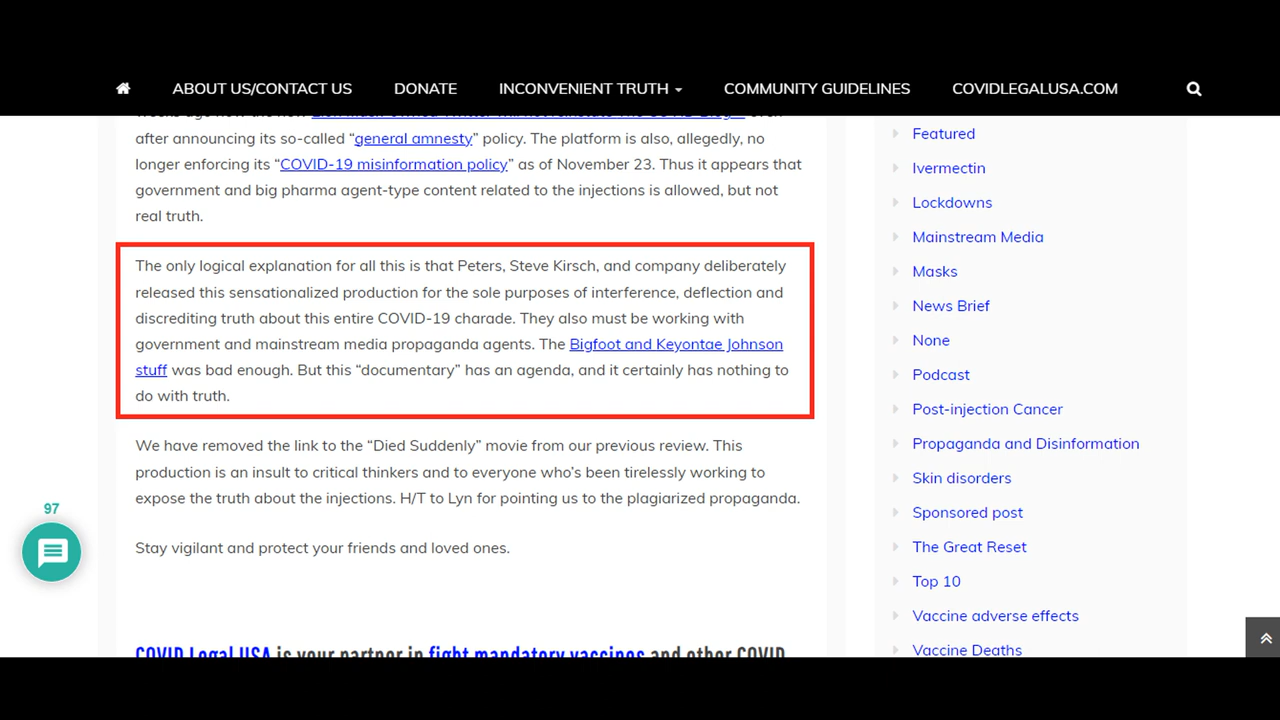 ABOUT US/CONTACT US DONATE INCONVENIENT TRUTH COMMUNITY GUIDELINES COVIDLEGALUSA.COM
after announcing its so-called “general amnesty” policy. The platform is also, allegedly, no
longer enforcing its “COVID-19 misinformation policy” as of November 23. Thus it appears that
government and big pharma agent-type content related to the injections is allowed, but not
real truth.
The only logical explanation for all this is that Peters, Steve Kirsch, and company deliberately
released this sensationalized production for the sole purposes of interference, deflection and
discrediting truth about this entire COVID-19 charade. They also must be working with
government and mainstream media propaganda agents. The Bigfoot and Keyontae Johnson
stuff was bad enough. But this “documentary” has an agenda, and it certainly has nothing to
do with truth.
We have removed the link to the “Died Suddenly” movie from our previous review. This
production is an insult to critical thinkers and to everyone who’s been tirelessly working to
expose the truth about the injections. H/T to Lyn for pointing us to the plagiarized propaganda.
Stay vigilant and protect your friends and loved ones.
COVID Legal USA is your partner in fight mandatory vaccines and other COVID
97
Featured
Ivermectin
Lockdowns
Mainstream Media
Masks
News Brief
None
Podcast
Post-injection Cancer
Propaganda and Disinformation
Skin disorders
Sponsored post
The Great Reset
Top 10
Vaccine adverse effects
Vaccine Deaths